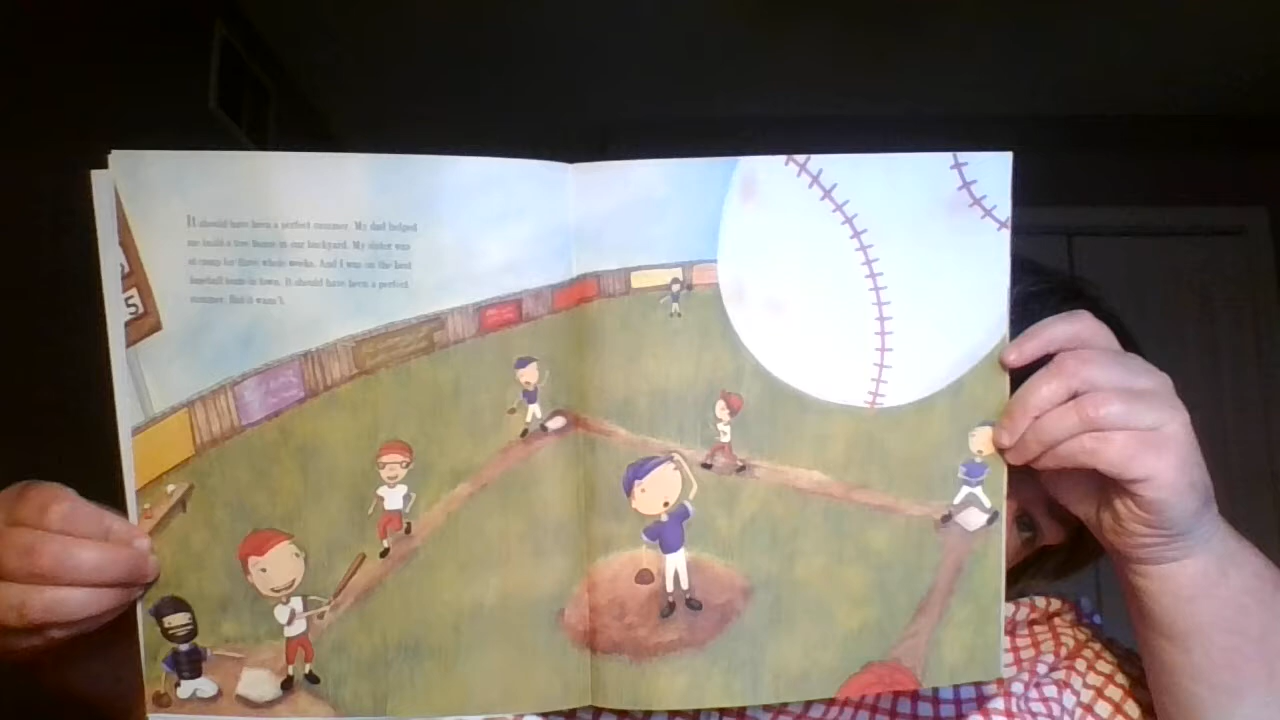 It should have been a perfect summer. My dad helped
me build a tree house in our backyard. My sister was
at camp for three whole weeks. And I was on the best
baseball team in town. It should have been a perfect
summer. But it wasn't.
5